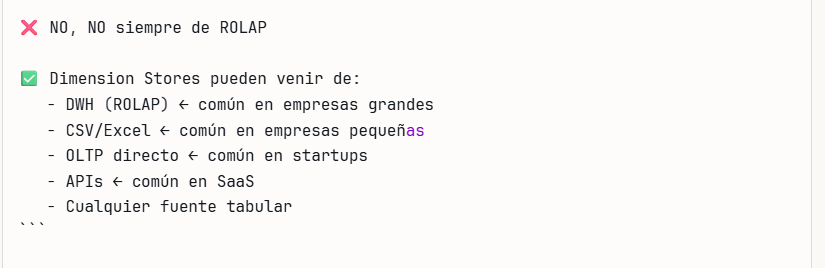 ❌ NO, NO siempre de ROLAP
✅ Dimension Stores pueden venir de:
- DWH (ROLAP) ← común en empresas grandes
- CSV/Excel ← común en empresas pequeñas
- OLTP directo ← común en startups
- APIs ← común en SaaS
- Cualquier fuente tabular
```